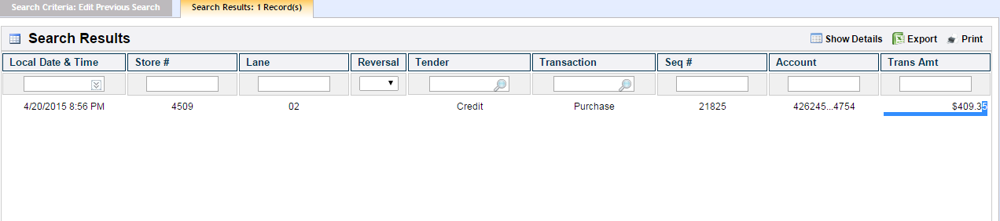 Search Criteria: Edit Previous Search Search Results: 1 Record(s)
Search Results Show Details Export Print
Local Date & Time Store # Lane Reversal Tender Transaction Seq # Account Trans Amt
4/20/2015 8:56 PM 4509 02 Credit Purchase 21825 426245...4754 $409.35